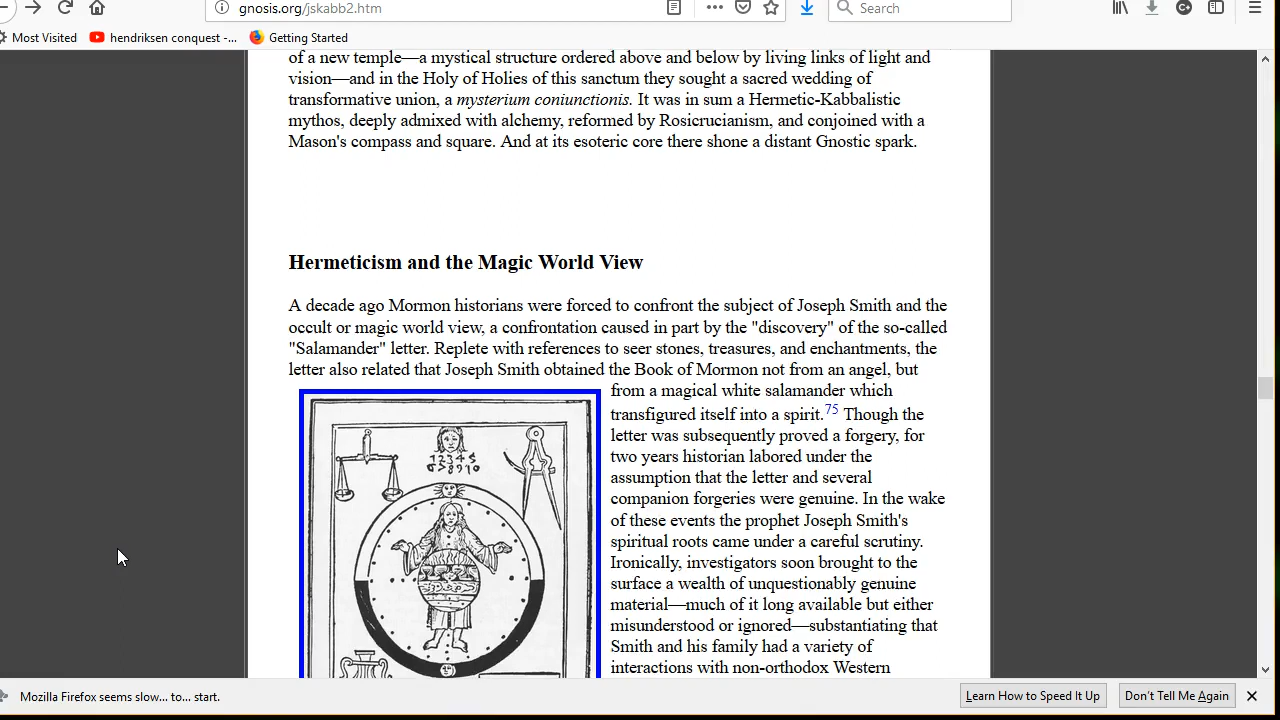 gnosis.org/jskabb2.htm
Search
Most Visited
hendriksen conquest -...
Getting Started
of a new temple—a mystical structure ordered above and below by living links of light and
vision—and in the Holy of Holies of this sanctum they sought a sacred wedding of
transformative union, a mysterium coniunctionis. It was in sum a Hermetic-Kabbalistic
mythos, deeply admixed with alchemy, reformed by Rosicrucianism, and conjoined with a
Mason's compass and square. And at its esoteric core there shone a distant Gnostic spark.
Hermeticism and the Magic World View
A decade ago Mormon historians were forced to confront the subject of Joseph Smith and the
occult or magic world view, a confrontation caused in part by the "discovery" of the so-called
"Salamander" letter. Replete with references to seer stones, treasures, and enchantments, the
letter also related that Joseph Smith obtained the Book of Mormon not from an angel, but
from a magical white salamander which
transfigured itself into a spirit.75 Though the
letter was subsequently proved a forgery, for
two years historian labored under the
assumption that the letter and several
companion forgeries were genuine. In the wake
of these events the prophet Joseph Smith's
spiritual roots came under a careful scrutiny.
Ironically, investigators soon brought to the
surface a wealth of unquestionably genuine
material—much of it long available but either
misunderstood or ignored—substantiating that
Smith and his family had a variety of
interactions with non-orthodox Western
1 2 3 4 5
6 7 8 9 10
Mozilla Firefox seems slow... to... start.
Learn How to Speed It Up
Don't Tell Me Again